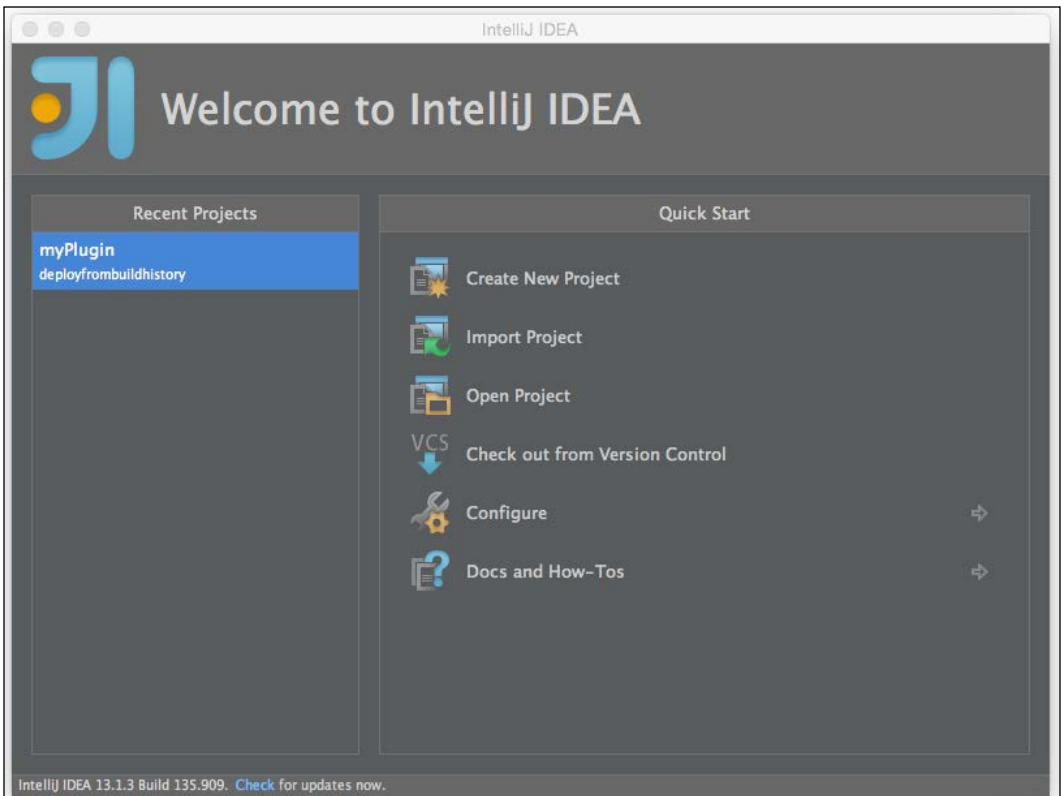 IntelliJ IDEA
Welcome to IntelliJ IDEA
Recent Projects
myPlugin
deployfrombuildhistory
Quick Start
Create New Project
Import Project
Open Project
VCS
Check out from Version Control
Configure
Docs and How-Tos
IntelliJ IDEA 13.1.3 Build 135.909. Check for updates now.